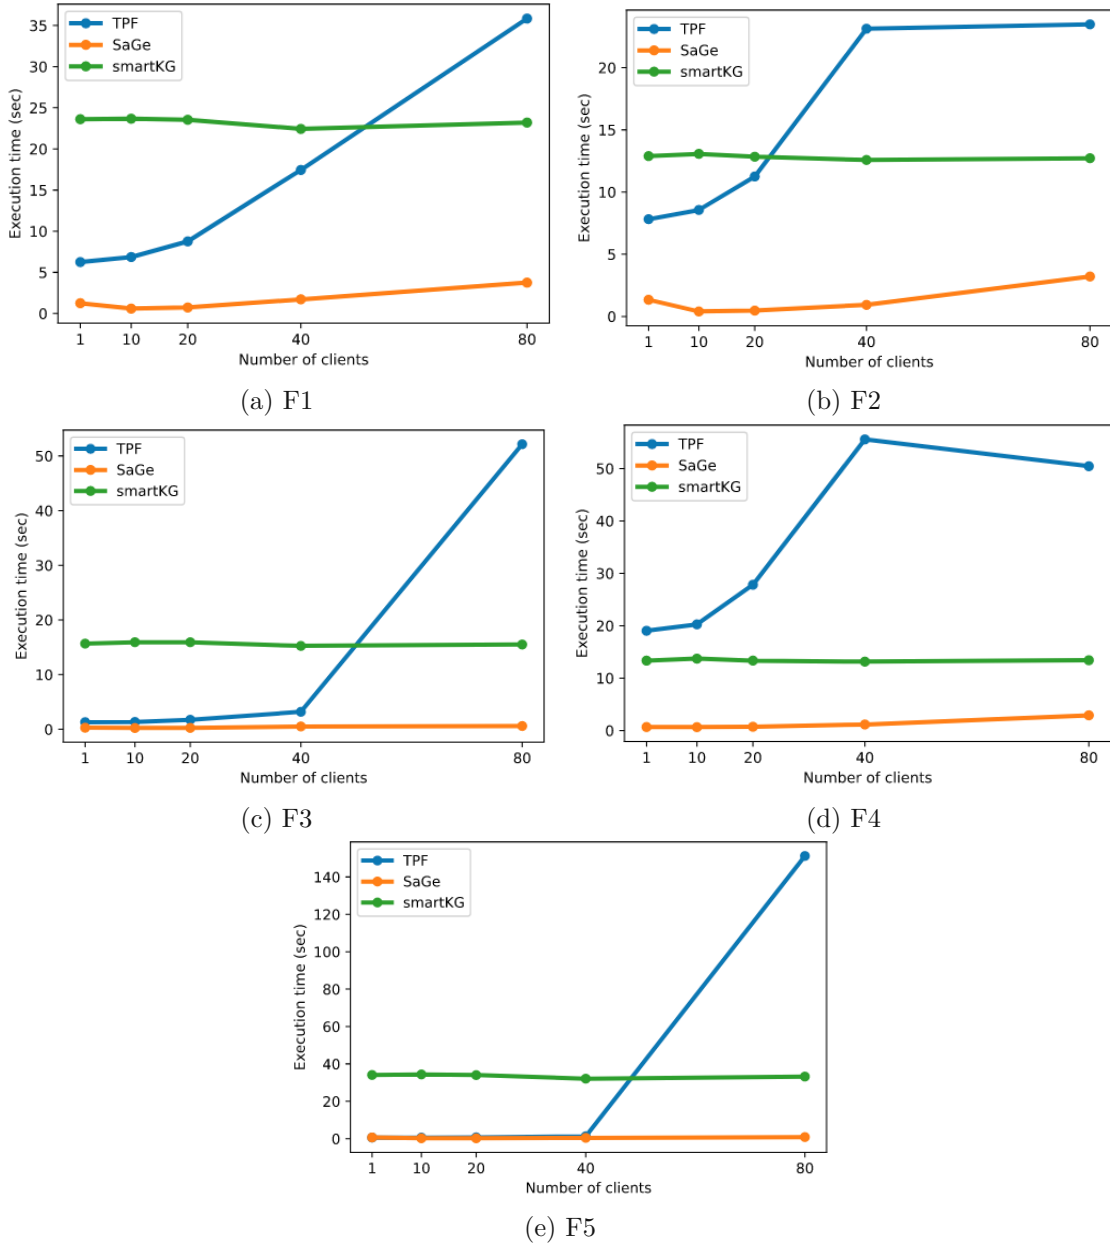 TPF
SaGe
smartKG
Execution time (sec)
35
30
25
20
15
10
5
0
1 10 20 40 80
Number of clients
(a) F1
TPF
SaGe
smartKG
Execution time (sec)
20
15
10
5
0
1 10 20 40 80
Number of clients
(b) F2
TPF
SaGe
smartKG
Execution time (sec)
50
40
30
20
10
0
1 10 20 40 80
Number of clients
(c) F3
TPF
SaGe
smartKG
Execution time (sec)
50
40
30
20
10
0
1 10 20 40 80
Number of clients
(d) F4
TPF
SaGe
smartKG
Execution time (sec)
140
120
100
80
60
40
20
0
1 10 20 40 80
Number of clients
(e) F5